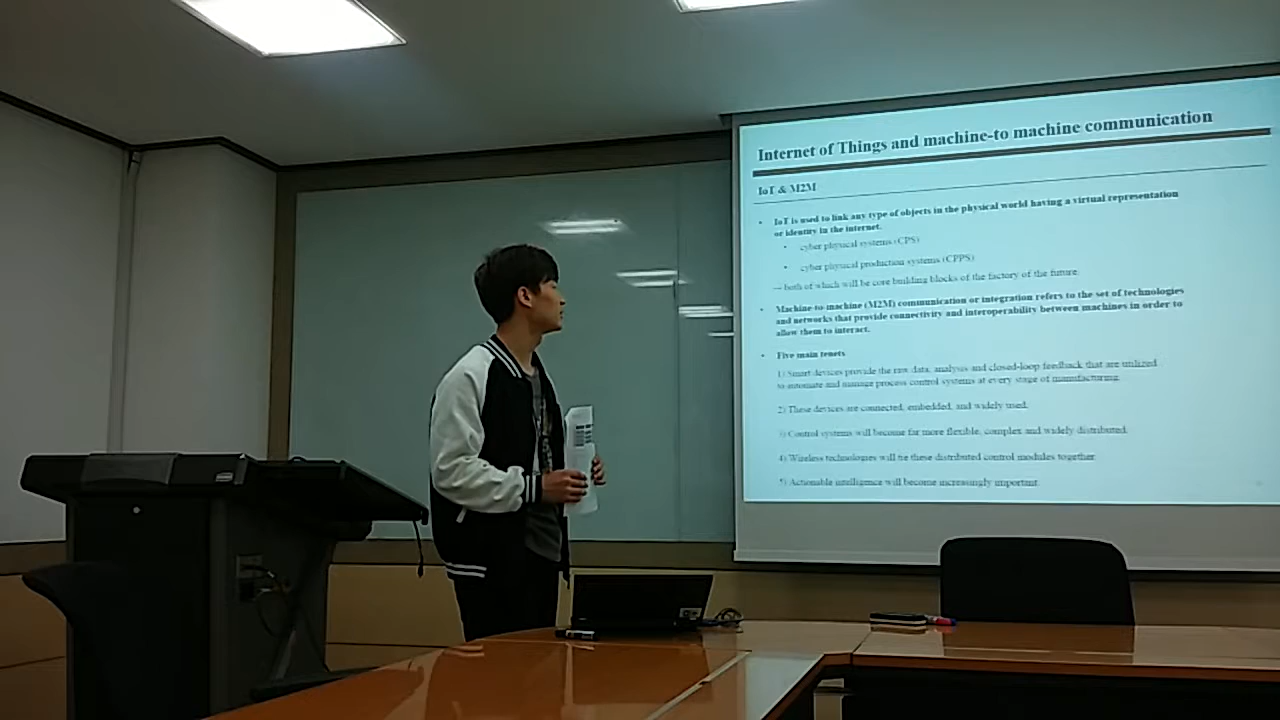 Internet of Things and machine-to machine communication
IoT & M2M
• IoT is used to link any type of objects in the physical world having a virtual representation
or identity in the internet.
• cyber physical systems (CPS)
• cyber physical production systems (CPPS)
→ both of which will be core building blocks of the factory of the future.
• Machine-to-machine (M2M) communication or integration refers to the set of technologies
and networks that provide connectivity and interoperability between machines in order to
allow them to interact.
• Five main tenets
1) Smart devices provide the raw data, analysis and closed-loop feedback that are utilized
to automate and manage process control systems at every stage of manufacturing.
2) These devices are connected, embedded, and widely used.
3) Control systems will become far more flexible, complex and widely distributed.
4) Wireless technologies will tie these distributed control modules together.
5) Actionable intelligence will become increasingly important.